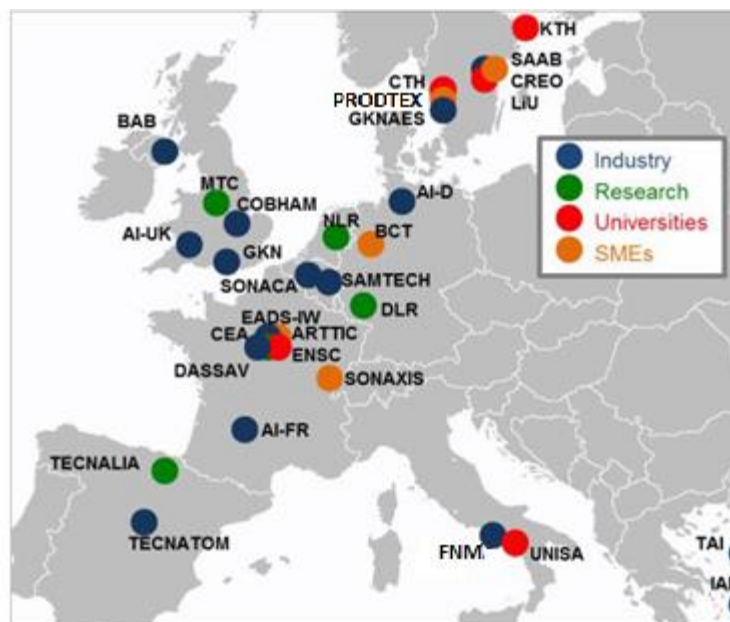 KTH
SAAB
CTH
CREO
PRODTEX
LiU
GKNAES
BAB
Industry
MTC
AI-D
Research
COBHAM
NLR
Universities
AI-UK
BCT
SMEs
GKN
SONACA
SAMTECH
DLR
EADS-IW
CEA
ARTTIC
ENSC
DASSAV
SONAXIS
AI-FR
TECNALIA
TECNATOM
FNM.
UNISA
TAI